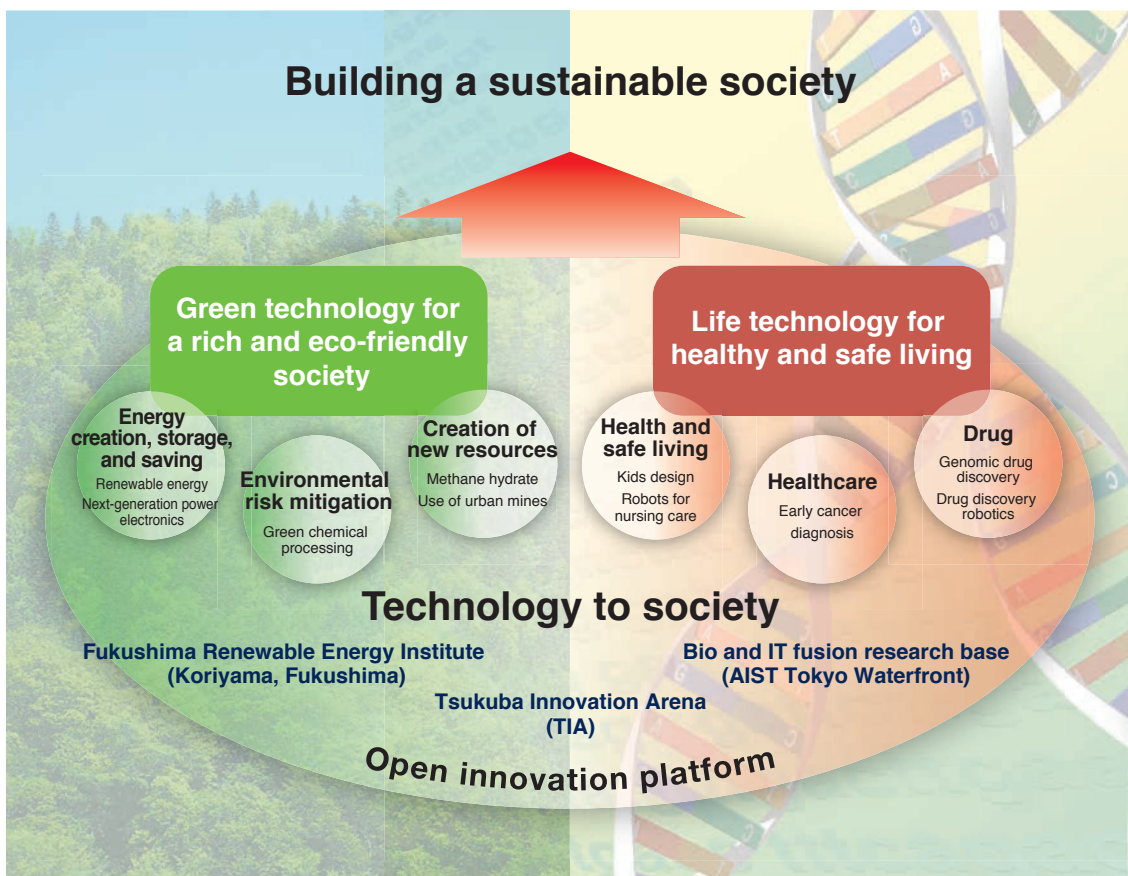 Building a sustainable society
Green technology for
a rich and eco-friendly
society
Life technology for
healthy and safe living
Energy
creation, storage,
and saving
Renewable energy
Next-generation power
electronics
Environmental
risk mitigation
Green chemical
processing
Creation of
new resources
Methane hydrate
Use of urban mines
Health and
safe living
Kids design
Robots for
nursing care
Healthcare
Early cancer
diagnosis
Drug
Genomic drug
discovery
Drug discovery
robotics
Technology to society
Fukushima Renewable Energy Institute
(Koriyama, Fukushima)
Tsukuba Innovation Arena
(TIA)
Bio and IT fusion research base
(AIST Tokyo Waterfront)
Open innovation platform